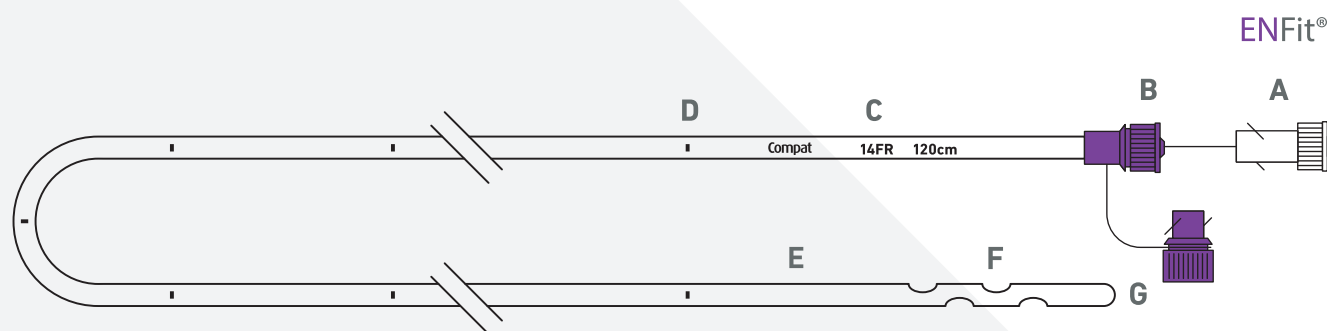 ENFit®
B A
D C
Compat 14FR 120cm
E F
G